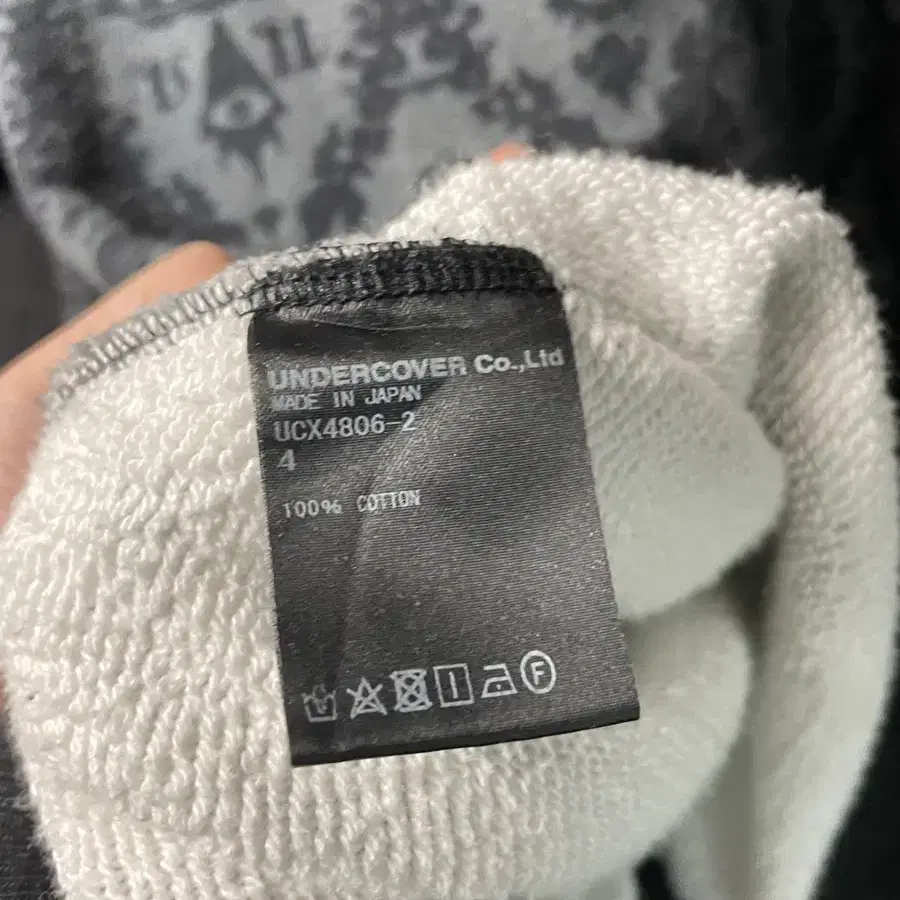 UNDERCOVER Co.,Ltd
MADE IN JAPAN
UCX4806-2
4
100% COTTON
F